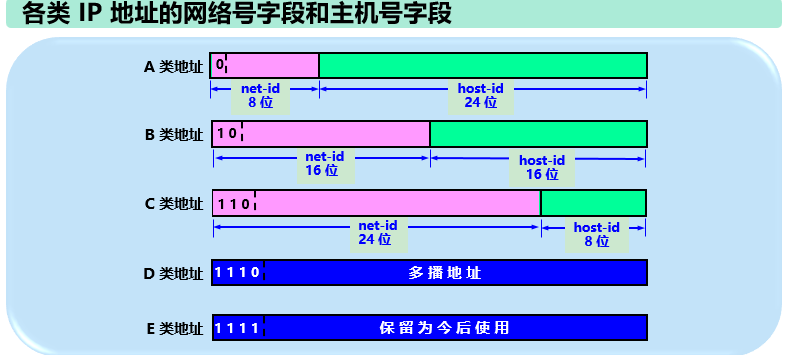 各类 IP 地址的网络号字段和主机号字段
A 类地址
0
net-id
8 位
host-id
24 位
B 类地址
1 0
net-id
16 位
host-id
16 位
C 类地址
1 1 0
net-id
24 位
host-id
8 位
D 类地址
1 1 1 0
多播地址
E 类地址
1 1 1 1
保留为今后使用